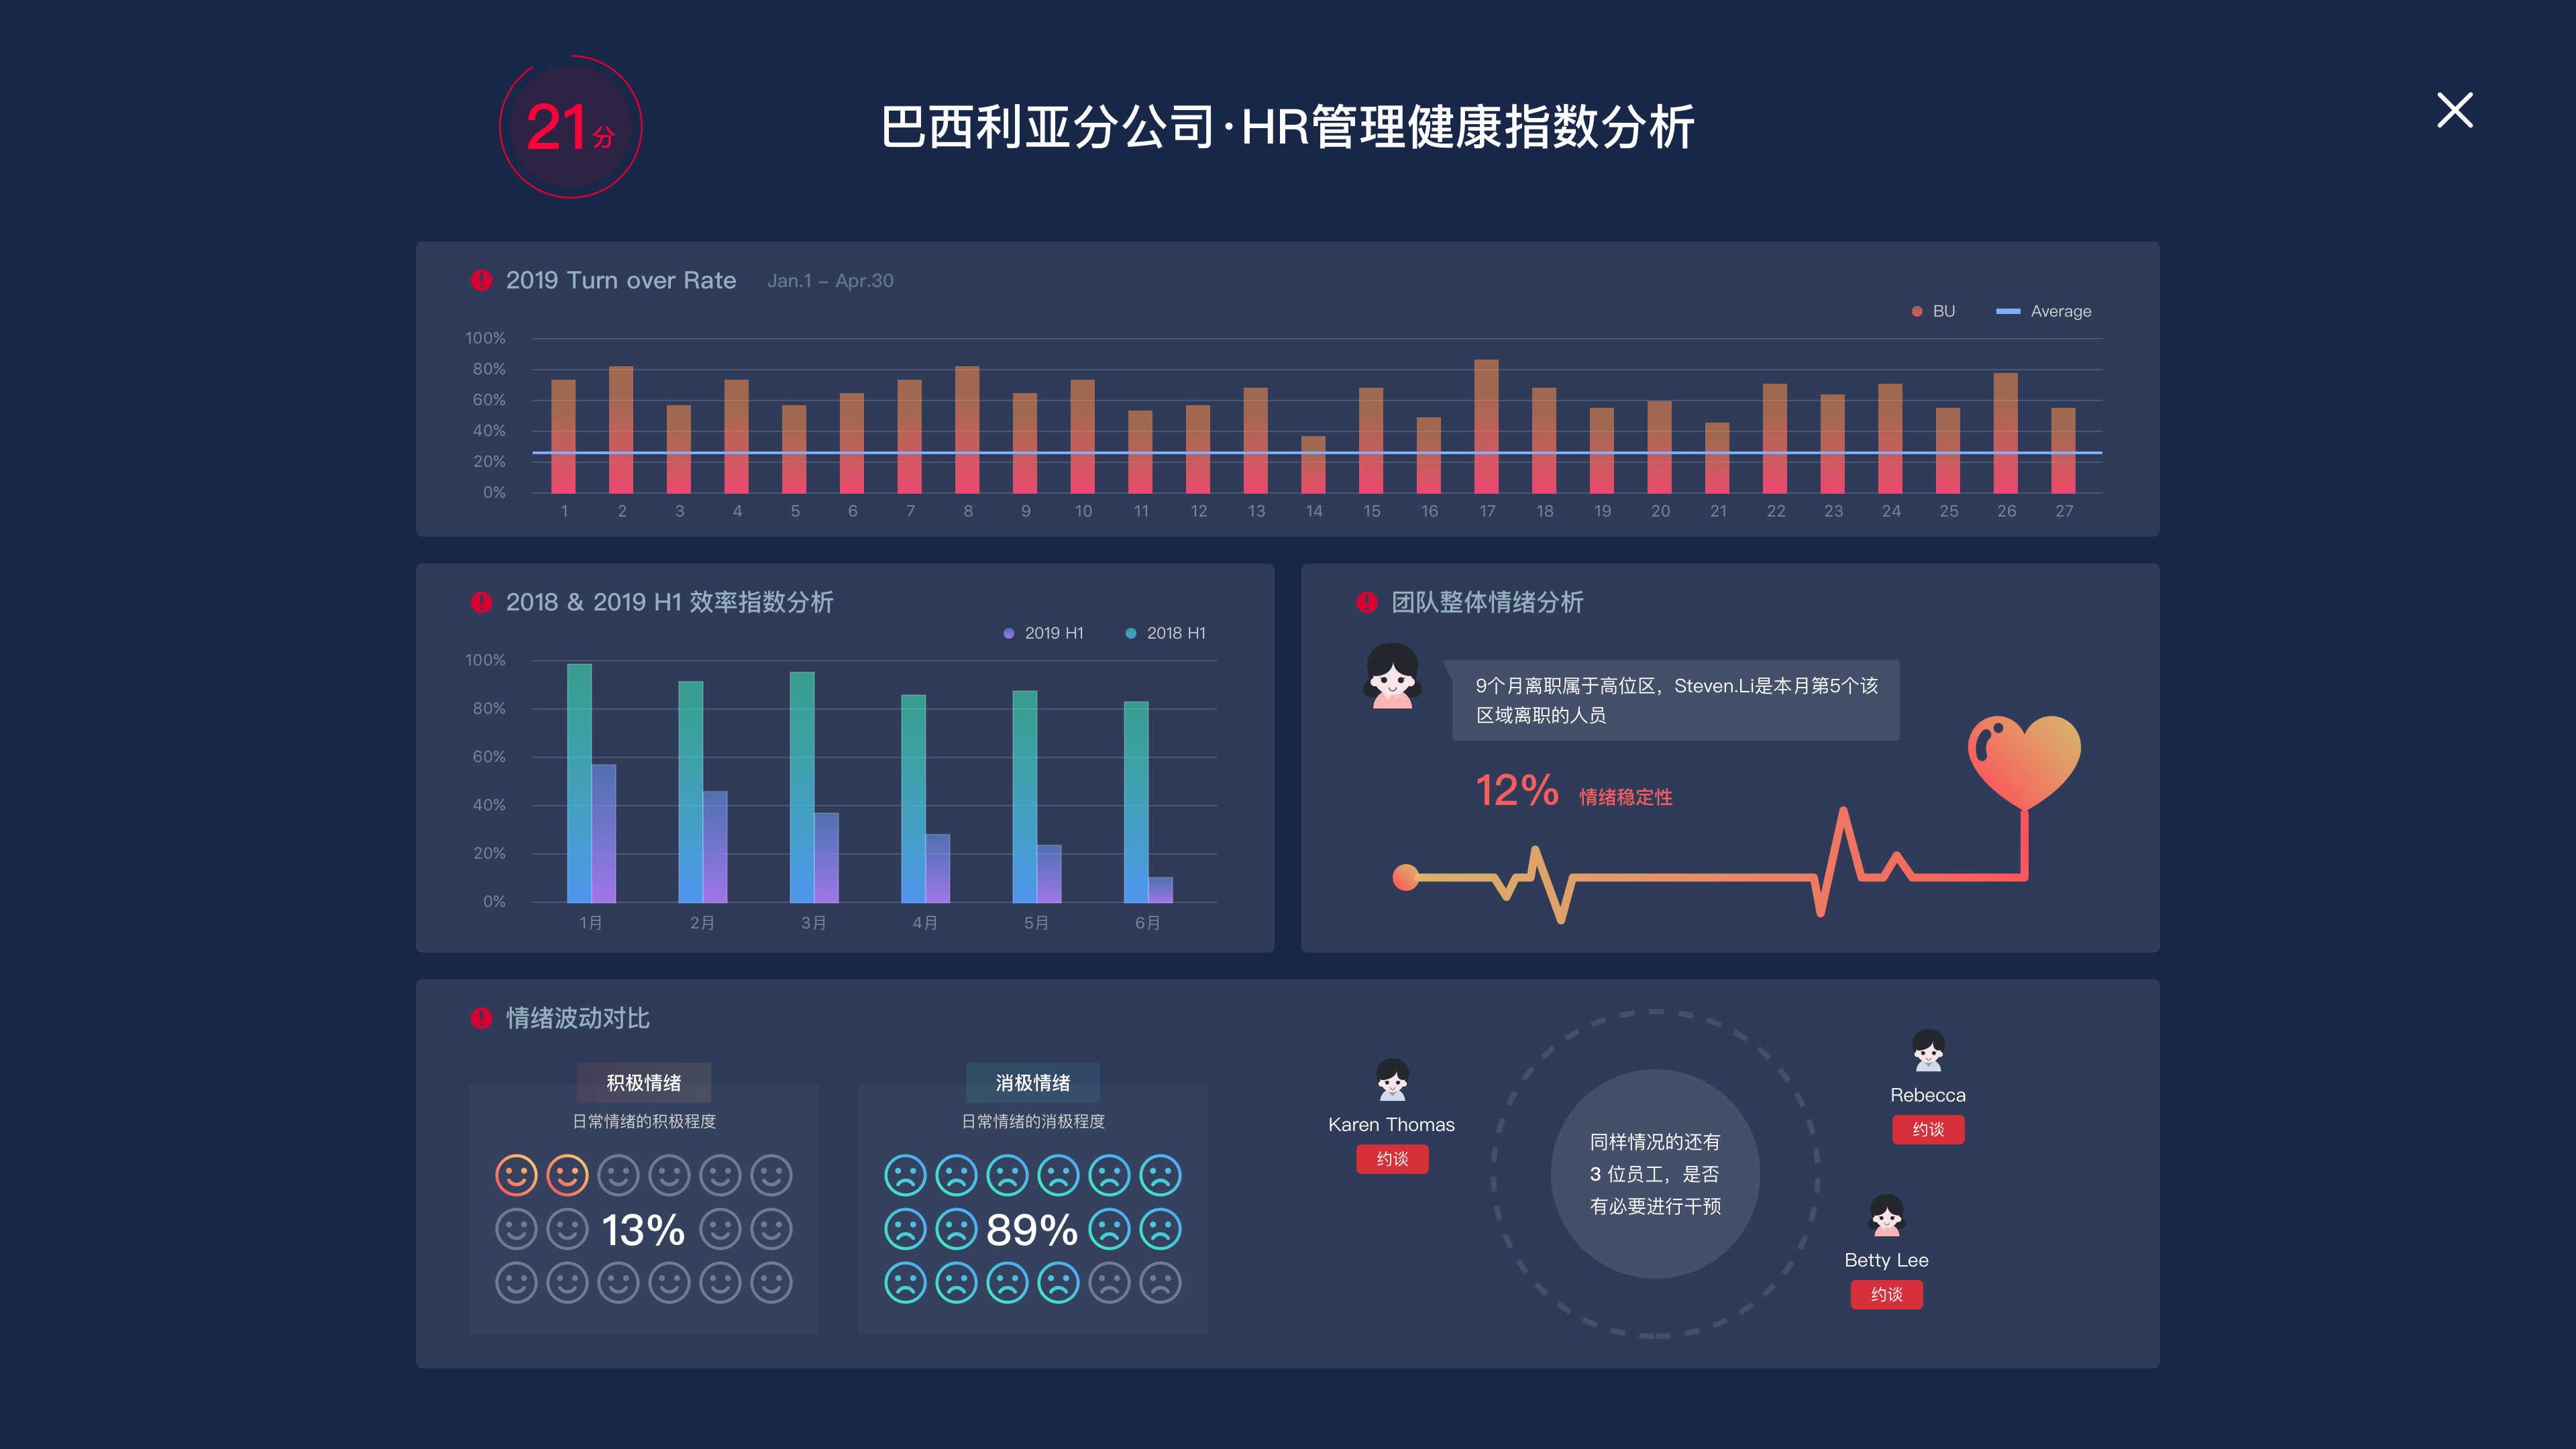 21分
巴西利亚分公司·HR管理健康指数分析
2019 Turn over Rate Jan.1 – Apr.30
BU Average
100%
80%
60%
40%
20%
0%
1 2 3 4 5 6 7 8 9 10 11 12 13 14 15 16 17 18 19 20 21 22 23 24 25 26 27
2018 & 2019 H1 效率指数分析
2019 H1 2018 H1
100%
80%
60%
40%
20%
0%
1月 2月 3月 4月 5月 6月
团队整体情绪分析
9个月离职属于高位区，Steven.Li是本月第5个该
区域离职的人员
12% 情绪稳定性
情绪波动对比
积极情绪
日常情绪的积极程度
13%
消极情绪
日常情绪的消极程度
89%
Karen Thomas
约谈
同样情况的还有
3 位员工，是否
有必要进行干预
Rebecca
约谈
Betty Lee
约谈